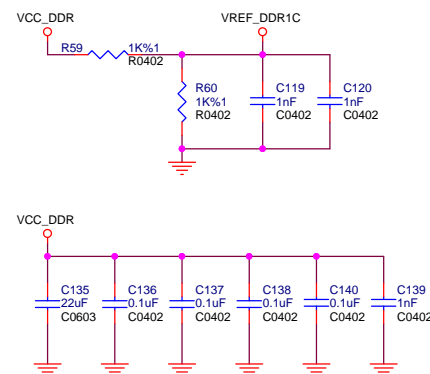 VCC_DDR
VREF_DDR1C
R59
1K%1
R0402
R60
1K%1
R0402
C119
1nF
C0402
C120
1nF
C0402
VCC_DDR
C135
22uF
C0603
C136
0.1uF
C0402
C137
0.1uF
C0402
C138
0.1uF
C0402
C140
0.1uF
C0402
C139
1nF
C0402